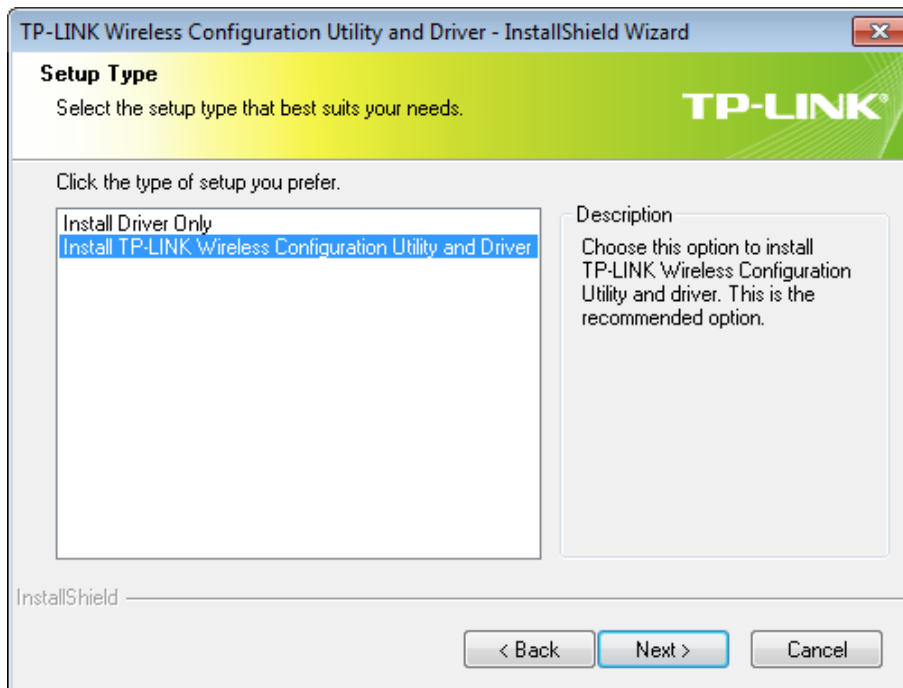 TP-LINK Wireless Configuration Utility and Driver - InstallShield Wizard
Setup Type
Select the setup type that best suits your needs.
TP-LINK®
Click the type of setup you prefer.
Install Driver Only
Install TP-LINK Wireless Configuration Utility and Driver
Description
Choose this option to install
TP-LINK Wireless Configuration
Utility and driver. This is the
recommended option.
InstallShield
< Back
Next >
Cancel